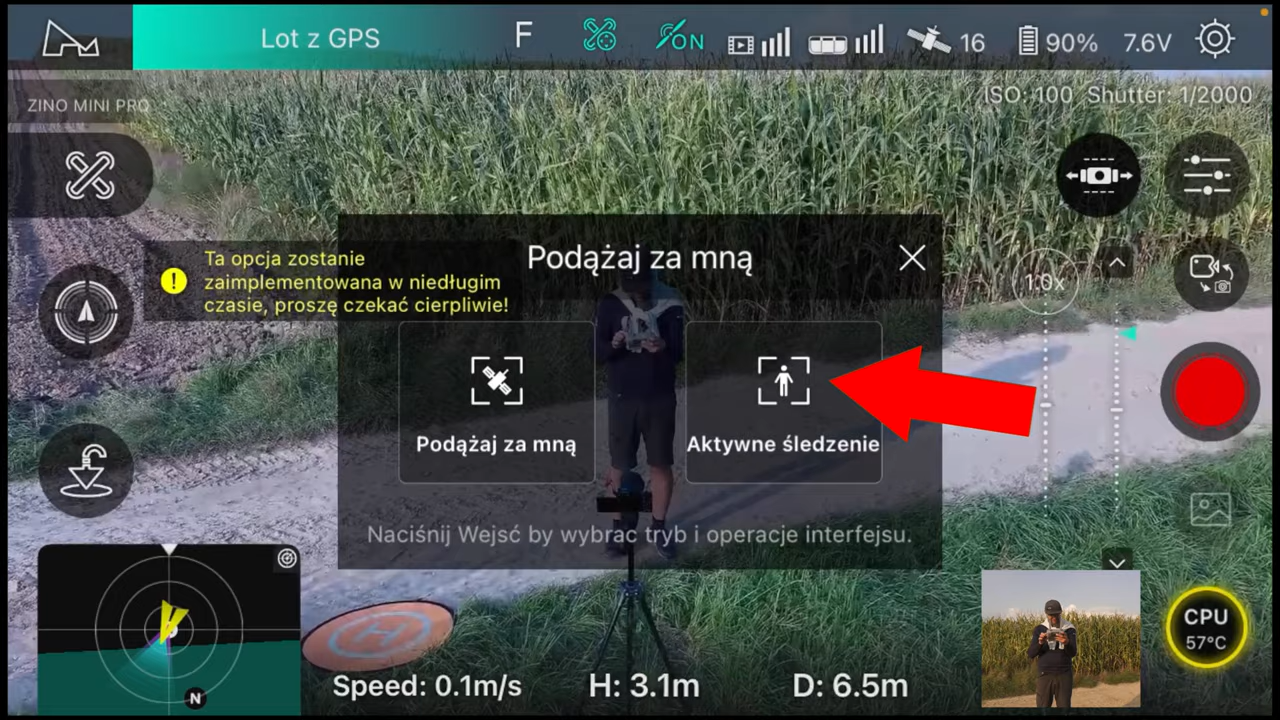 Lot z GPS
F
ON
16
90%
7.6V
ZINO MINI PRO
ISO: 100 Shutter: 1/2000
Podążaj za mną
Ta opcja zostanie
zaimplementowana w niedługim
czasie, proszę czekać cierpliwie!
1.0x
Podążaj za mną
Aktywne śledzenie
Naciśnij Wejść by wybrac tryb i operacje interfejsu.
H
CPU
57°C
N
Speed: 0.1m/s
H: 3.1m
D: 6.5m